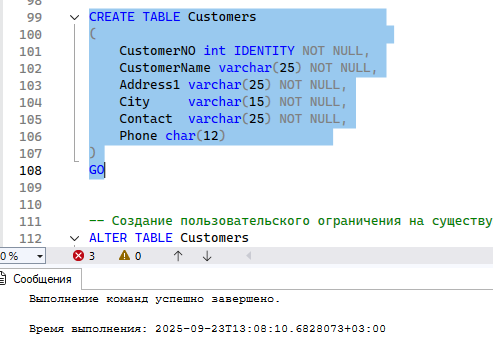 98
99 CREATE TABLE Customers
100 (
101 CustomerNO int IDENTITY NOT NULL,
102 CustomerName varchar(25) NOT NULL,
103 Address1 varchar(25) NOT NULL,
104 City varchar(15) NOT NULL,
105 Contact varchar(25) NOT NULL,
106 Phone char(12)
107 )
108 GO
109
110
111 -- Создание пользовательского ограничения на существу
112 ALTER TABLE Customers
0 % 3 0
Сообщения
Выполнение команд успешно завершено.
Время выполнения: 2025-09-23T13:08:10.6828073+03:00